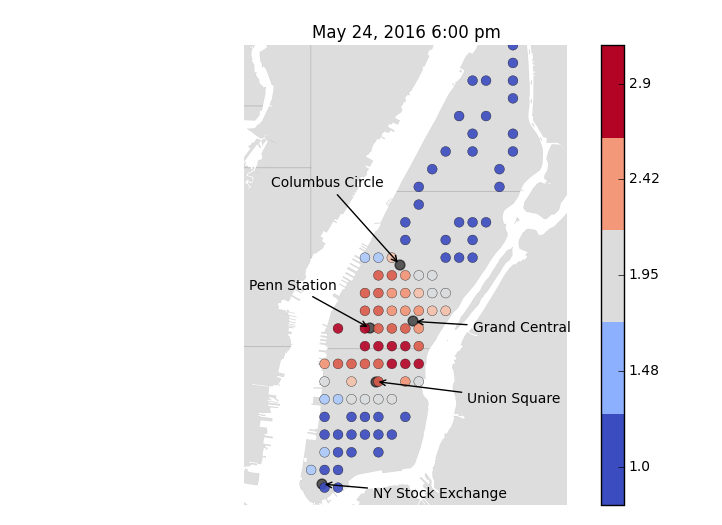 May 24, 2016 6:00 pm
2.9
Columbus Circle
2.42
Penn Station
1.95
Grand Central
1.48
Union Square
1.0
NY Stock Exchange